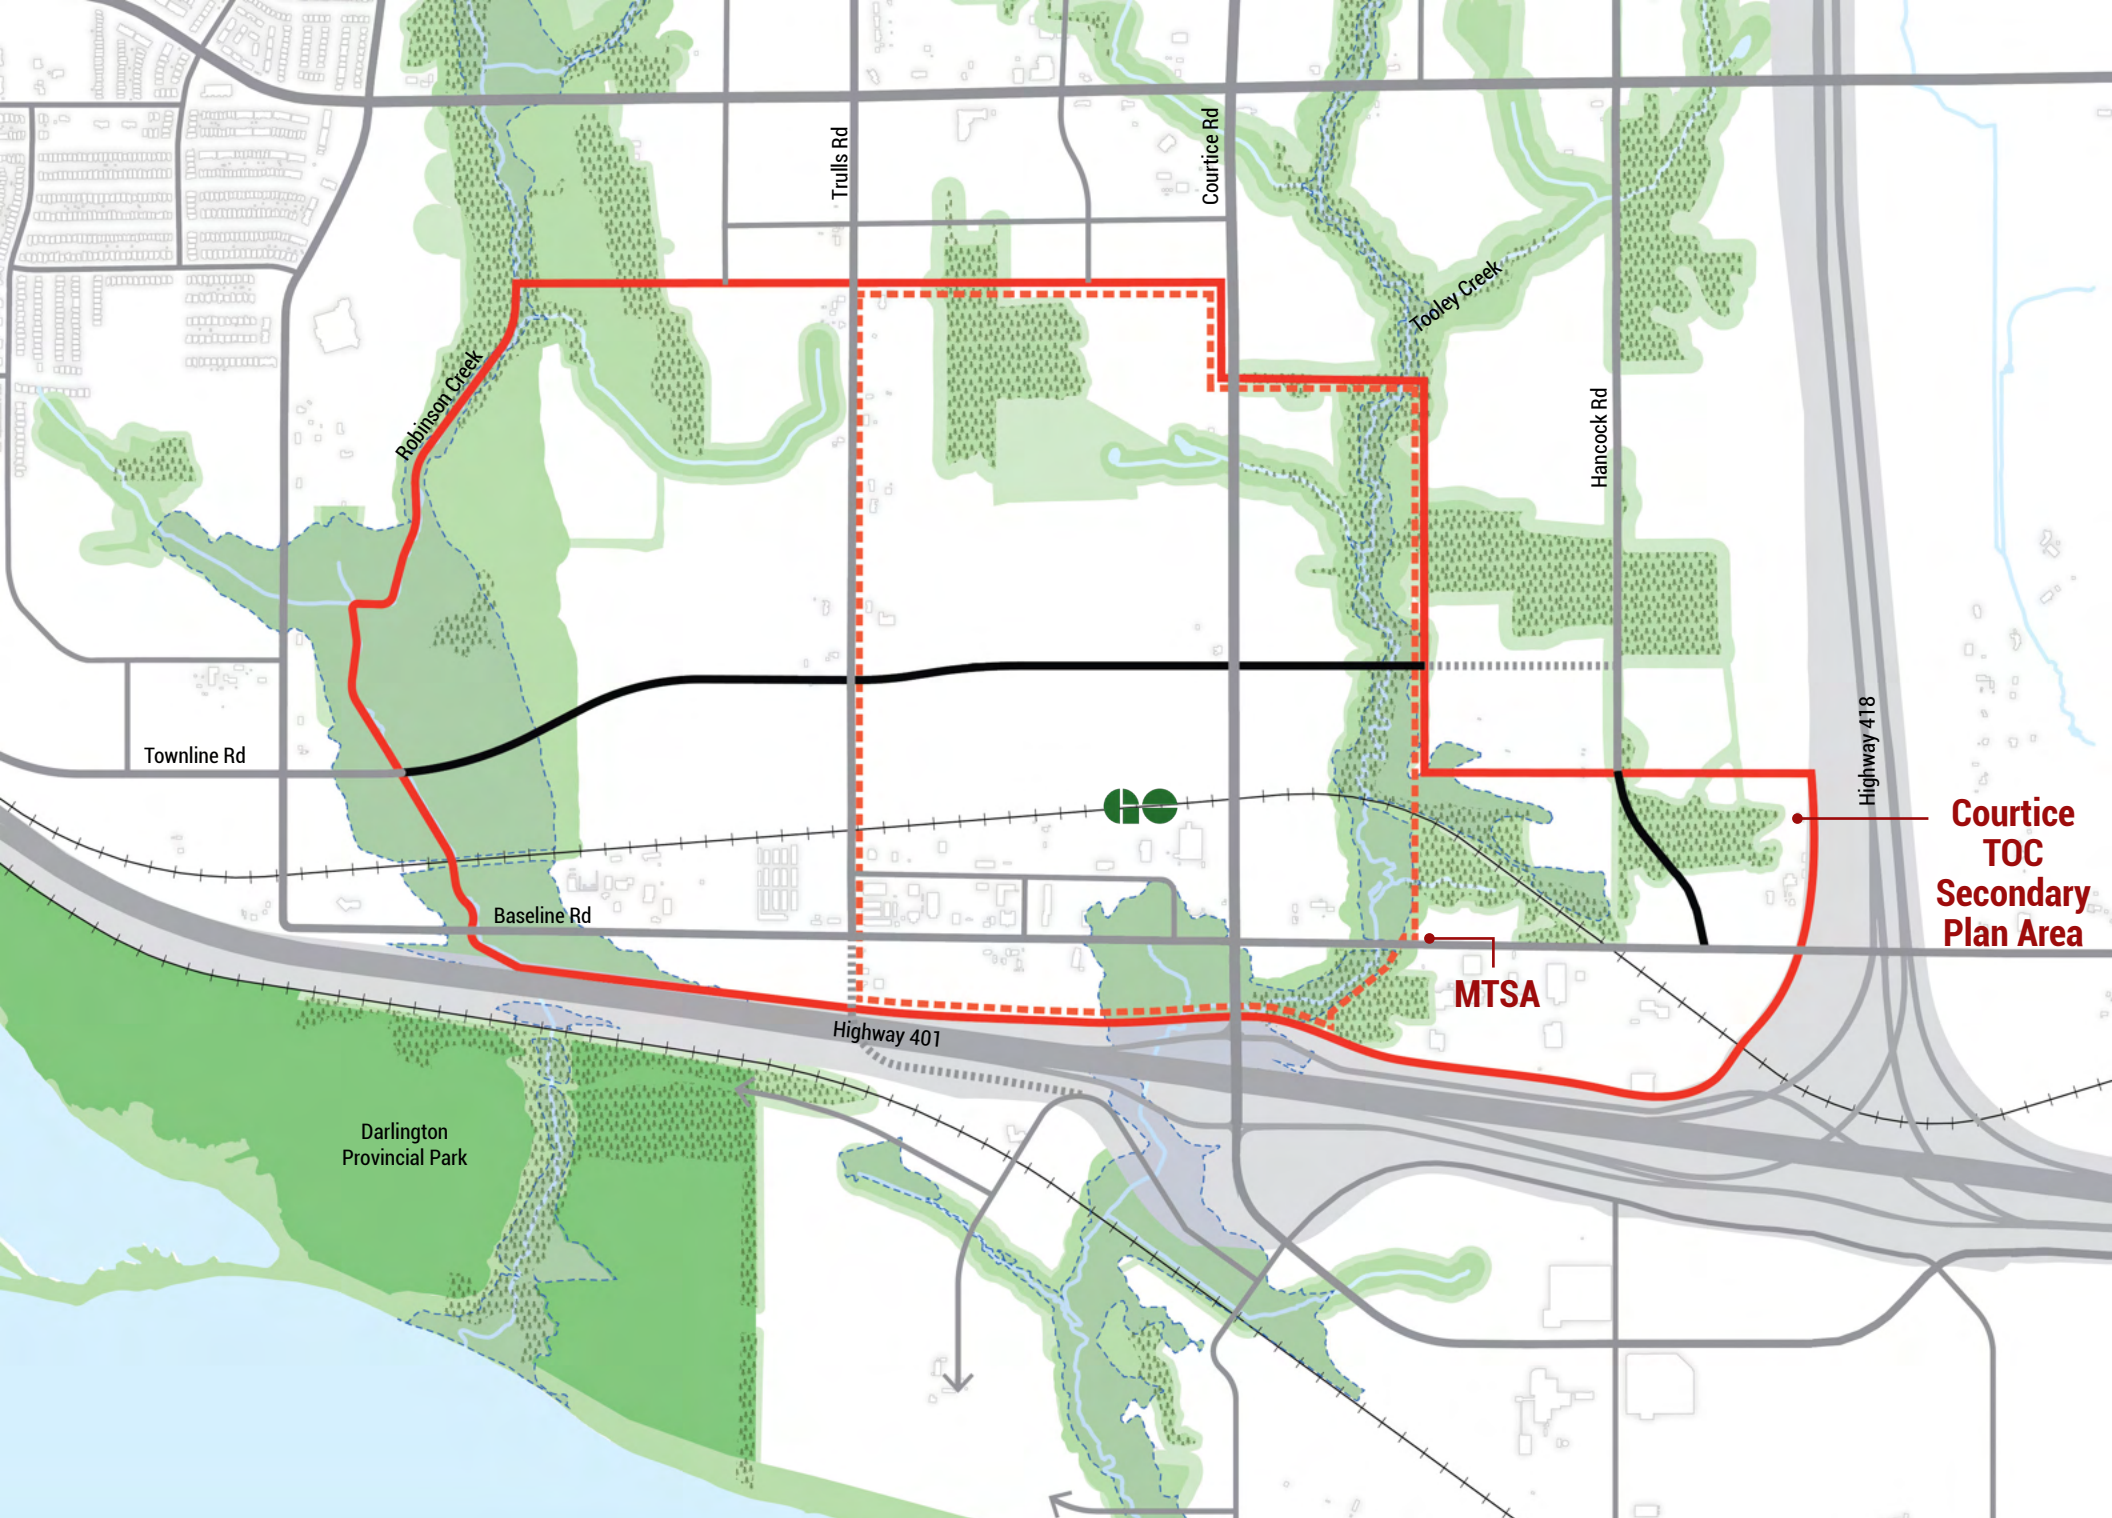 Trulls Rd
Courtice Rd
Tooley Creek
Robinson Creek
Hancock Rd
Highway 418
Townline Rd
GO
Courtice
TOC
Secondary
Plan Area
Baseline Rd
MTSA
Highway 401
Darlington
Provincial Park